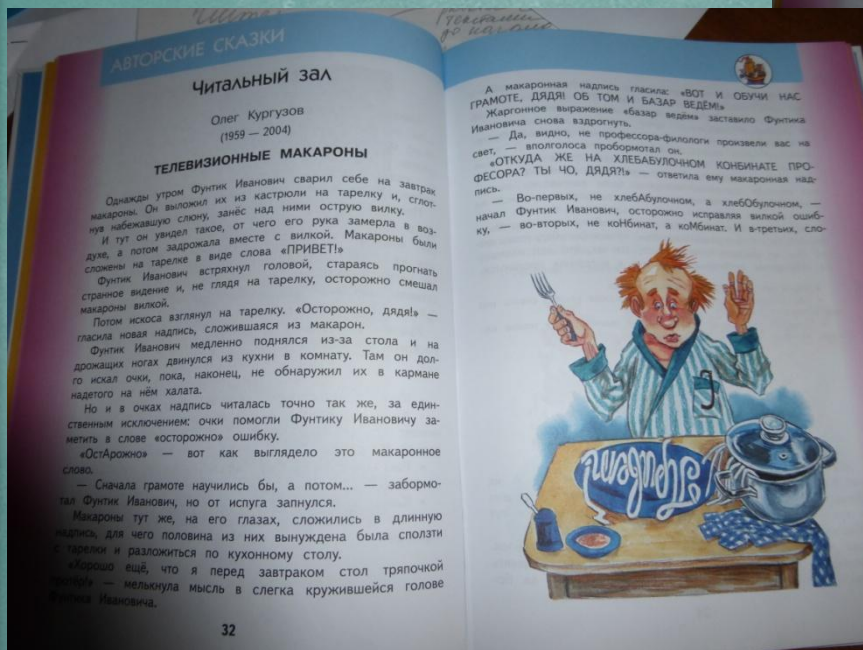 АВТОРСКИЕ СКАЗКИ
Читальный зал
Олег Кургузов
(1959 — 2004)
ТЕЛЕВИЗИОННЫЕ МАКАРОНЫ
Однажды утром Фунтик Иванович сварил себе на завтрак
макароны. Он выложил их из кастрюли на тарелку и, сглот-
нув набежавшую слюну, занёс над ними острую вилку.
И тут он увидел такое, от чего его рука замерла в воз-
духе, а потом задрожала вместе с вилкой. Макароны были
сложены на тарелке в виде слова «ПРИВЕТ!»
Фунтик Иванович встряхнул головой, стараясь прогнать
странное видение и, не глядя на тарелку, осторожно смешал
макароны вилкой.
Потом искоса взглянул на тарелку. «Осторожно, дядя!» —
гласила новая надпись, сложившаяся из макарон.
Фунтик Иванович медленно поднялся из-за стола и на
дрожащих ногах двинулся из кухни в комнату. Там он дол-
го искал очки, пока, наконец, не обнаружил их в кармане
надетого на нём халата.
Но и в очках надпись читалась точно так же, за един-
ственным исключением: очки помогли Фунтику Ивановичу за-
метить в слове «осторожно» ошибку.
«ОстАрожно» — вот как выглядело это макаронное
слово.
— Сначала грамоте научились бы, а потом... — забормо-
тал Фунтик Иванович, но от испуга запнулся.
Макароны тут же, на его глазах, сложились в длинную
надпись, для чего половина из них вынуждена была сползти
с тарелки и разложиться по кухонному столу.
«Хорошо ещё, что я перед завтраком стол тряпочкой
— мелькнула мысль в слегка кружившейся голове
Фунтика Ивановича.
32
А макаронная надпись гласила: «ВОТ И ОБУЧИ НАС
ГРАМОТЕ, ДЯДЯ! ОБ ТОМ И БАЗАР ВЕДЁМ!»
Жаргонное выражение «базар ведём» заставило Фунтика
Ивановича снова вздрогнуть.
— Да, видно, не профессора-филологи произвели вас на
свет, — вполголоса пробормотал он.
«ОТКУДА ЖЕ НА ХЛЕБАБУЛОЧНОМ КОНБИНАТЕ ПРО-
ФЕСОРА? ТЫ ЧО, ДЯДЯ?!» — ответила ему макаронная над-
пись.
— Во-первых, не хлебАбулочном, а хлебОбулочном, —
начал Фунтик Иванович, осторожно исправляя вилкой ошиб-
ку, — во-вторых, не коНбинат, а коМбинат. И в-третьих, сло-